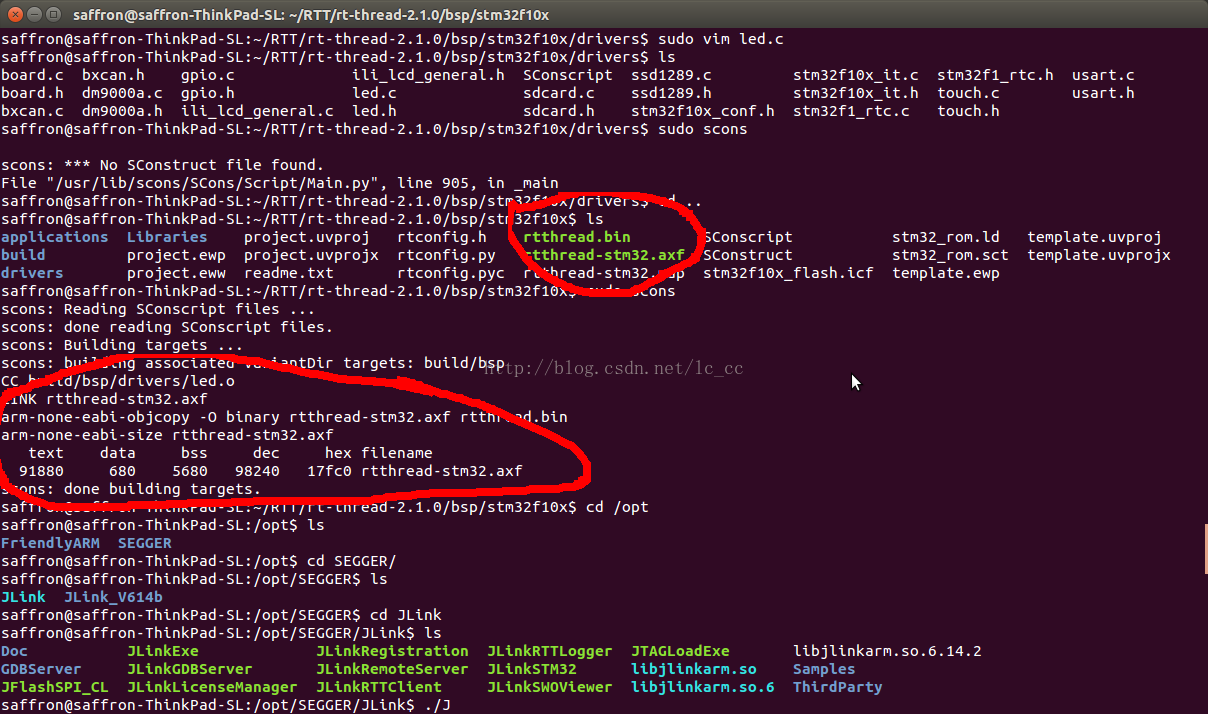 saffron@saffron-ThinkPad-SL: ~/RTT/rt-thread/bsp/stm32f10x
saffron@saffron-ThinkPad-SL:~/RTT/rt-thread-2.1.0/bsp/stm32f10x/drivers$ sudo vim led.c
saffron@saffron-ThinkPad-SL:~/RTT/rt-thread-2.1.0/bsp/stm32f10x/drivers$ ls
board.c bxcan.h gpio.c ili_lcd_general.h SConscript ssd1289.c stm32f10x_it.c stm32f1_rtc.h usart.c
board.h dm9000a.c gpio.h led.c sdcard.c ssd1289.h stm32f10x_it.h touch.c usart.h
bxcan.c dm9000a.h ili_lcd_general.c led.h sdcard.h stm32f10x_conf.h stm32f1_rtc.c touch.h
saffron@saffron-ThinkPad-SL:~/RTT/rt-thread-2.1.0/bsp/stm32f10x/drivers$ sudo scons
scons: *** No SConstruct file found.
File "/usr/lib/scons/SCons/Script/Main.py", line 905, in _main
saffron@saffron-ThinkPad-SL:~/RTT/rt-thread-2.1.0/bsp/stm32f10x/drivers$ cd ..
saffron@saffron-ThinkPad-SL:~/RTT/rt-thread-2.1.0/bsp/stm32f10x$ ls
applications Libraries project.uvproj rtconfig.h rtthread.bin SConscript stm32_rom.ld template.uvproj
build project.ewp project.uvprojx rtconfig.py rtthread-stm32.axf SConstruct stm32_rom.sct template.uvprojx
drivers project.eww readme.txt rtconfig.pyc rtthread-stm32.map stm32f10x_flash.icf template.ewp
saffron@saffron-ThinkPad-SL:~/RTT/rt-thread-2.1.0/bsp/stm32f10x$ sudo scons
scons: Reading SConscript files ...
scons: done reading SConscript files.
scons: Building targets ...
scons: building associated VariantDir targets: build/bsp
http://blog.csdn.net/lc_cc
CC build/bsp/drivers/led.o
LINK rtthread-stm32.axf
arm-none-eabi-objcopy -O binary rtthread-stm32.axf rtthread.bin
arm-none-eabi-size rtthread-stm32.axf
text data bss dec hex filename
91880 680 5680 98240 17fc0 rtthread-stm32.axf
scons: done building targets.
saffron@saffron-ThinkPad-SL:~/RTT/rt-thread-2.1.0/bsp/stm32f10x$ cd /opt
saffron@saffron-ThinkPad-SL:/opt$ ls
FriendlyARM SEGGER
saffron@saffron-ThinkPad-SL:/opt$ cd SEGGER/
saffron@saffron-ThinkPad-SL:/opt/SEGGER$ ls
JLink JLink_V614b
saffron@saffron-ThinkPad-SL:/opt/SEGGER$ cd JLink
saffron@saffron-ThinkPad-SL:/opt/SEGGER/JLink$ ls
Doc JLinkExe JLinkRegistration JLinkRTTLogger JTAGLoadExe libjlinkarm.so.6.14.2
GDBServer JLinkGDBServer JLinkRemoteServer JLinkSTM32 libjlinkarm.so Samples
JFlashSPI_CL JLinkLicenseManager JLinkRTTClient JLinkSWOViewer libjlinkarm.so.6 ThirdParty
saffron@saffron-ThinkPad-SL:/opt/SEGGER/JLink$ ./J